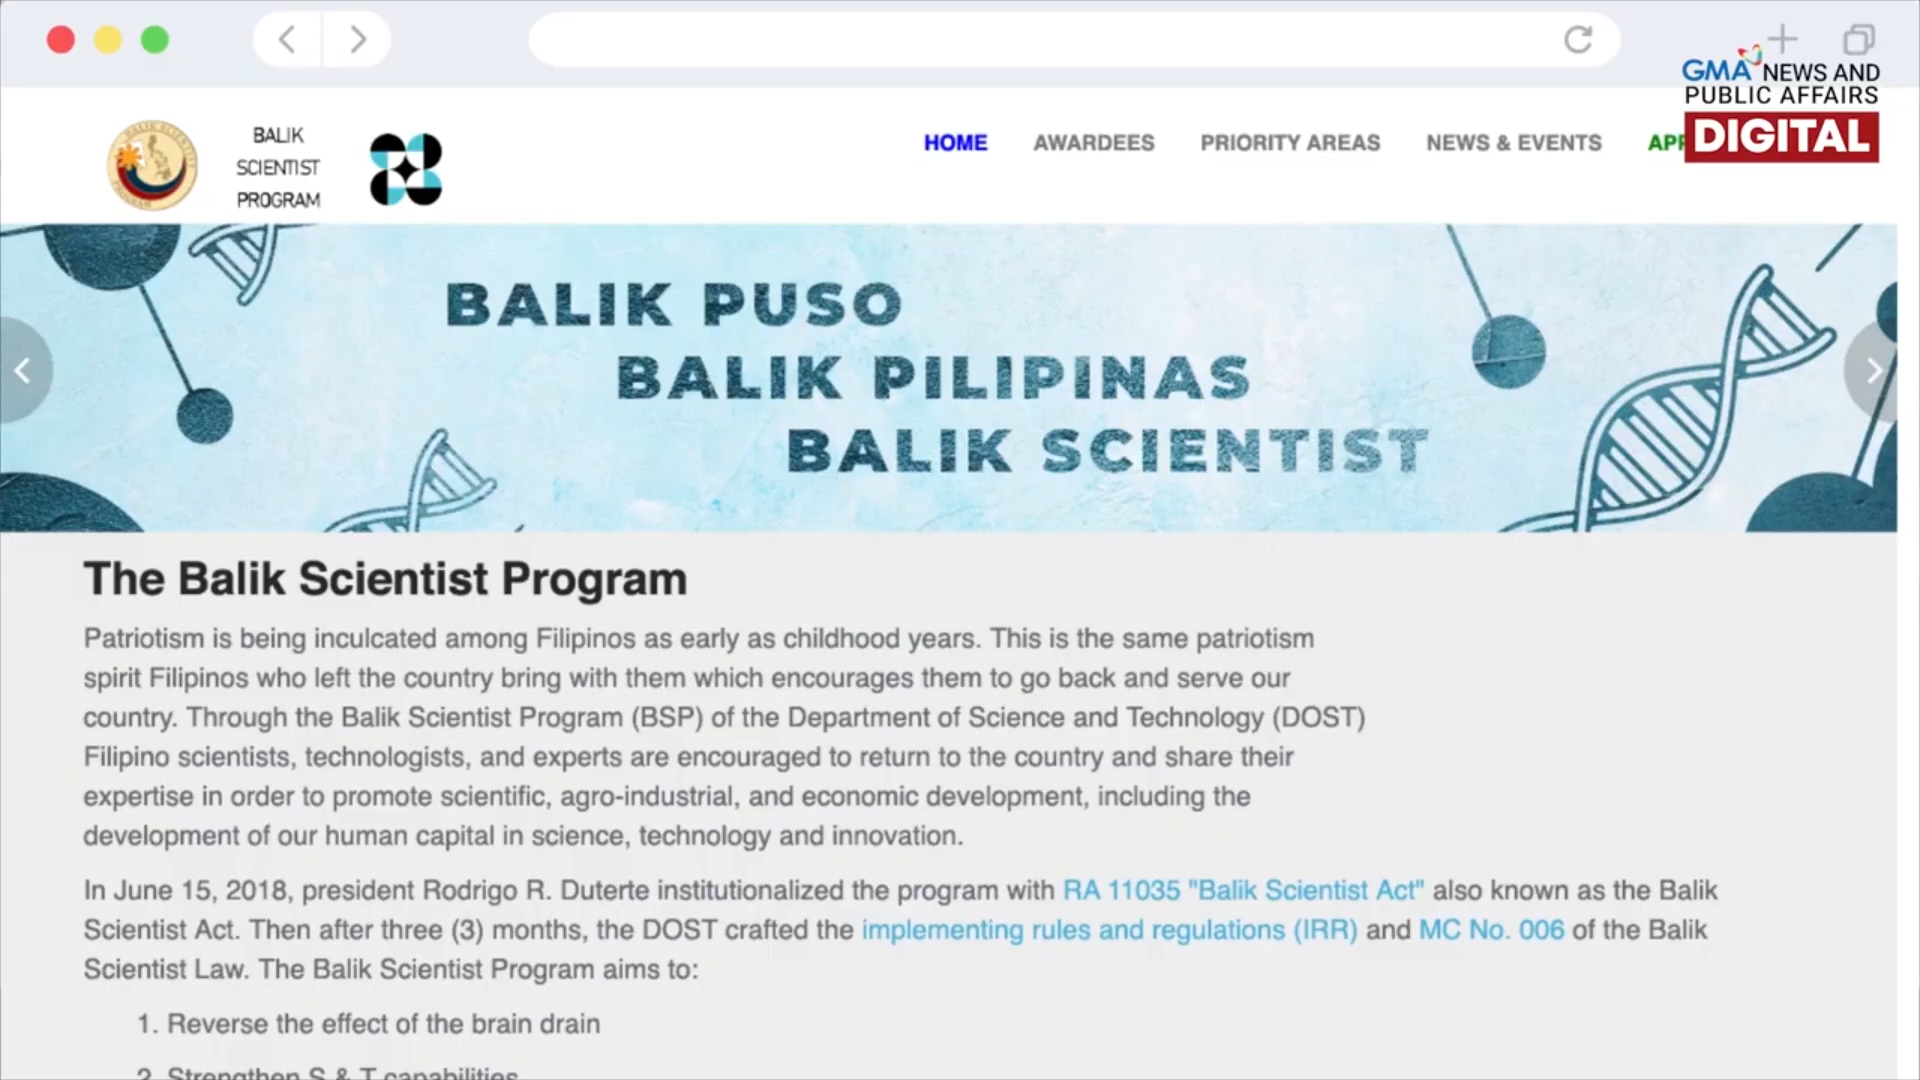 GMA NEWS AND
PUBLIC AFFAIRS
DIGITAL
BALIK
SCIENTIST
PROGRAM
HOME AWARDEES PRIORITY AREAS NEWS & EVENTS
BALIK PUSO
BALIK PILIPINAS
BALIK SCIENTIST
The Balik Scientist Program
Patriotism is being inculcated among Filipinos as early as childhood years. This is the same patriotism
spirit Filipinos who left the country bring with them which encourages them to go back and serve our
country. Through the Balik Scientist Program (BSP) of the Department of Science and Technology (DOST)
Filipino scientists, technologists, and experts are encouraged to return to the country and share their
expertise in order to promote scientific, agro-industrial, and economic development, including the
development of our human capital in science, technology and innovation.
In June 15, 2018, president Rodrigo R. Duterte institutionalized the program with RA 11035 "Balik Scientist Act" also known as the Balik
Scientist Act. Then after three (3) months, the DOST crafted the implementing rules and regulations (IRR) and MC No. 006 of the Balik
Scientist Law. The Balik Scientist Program aims to:
1. Reverse the effect of the brain drain
2. Strengthen S & T capabilities